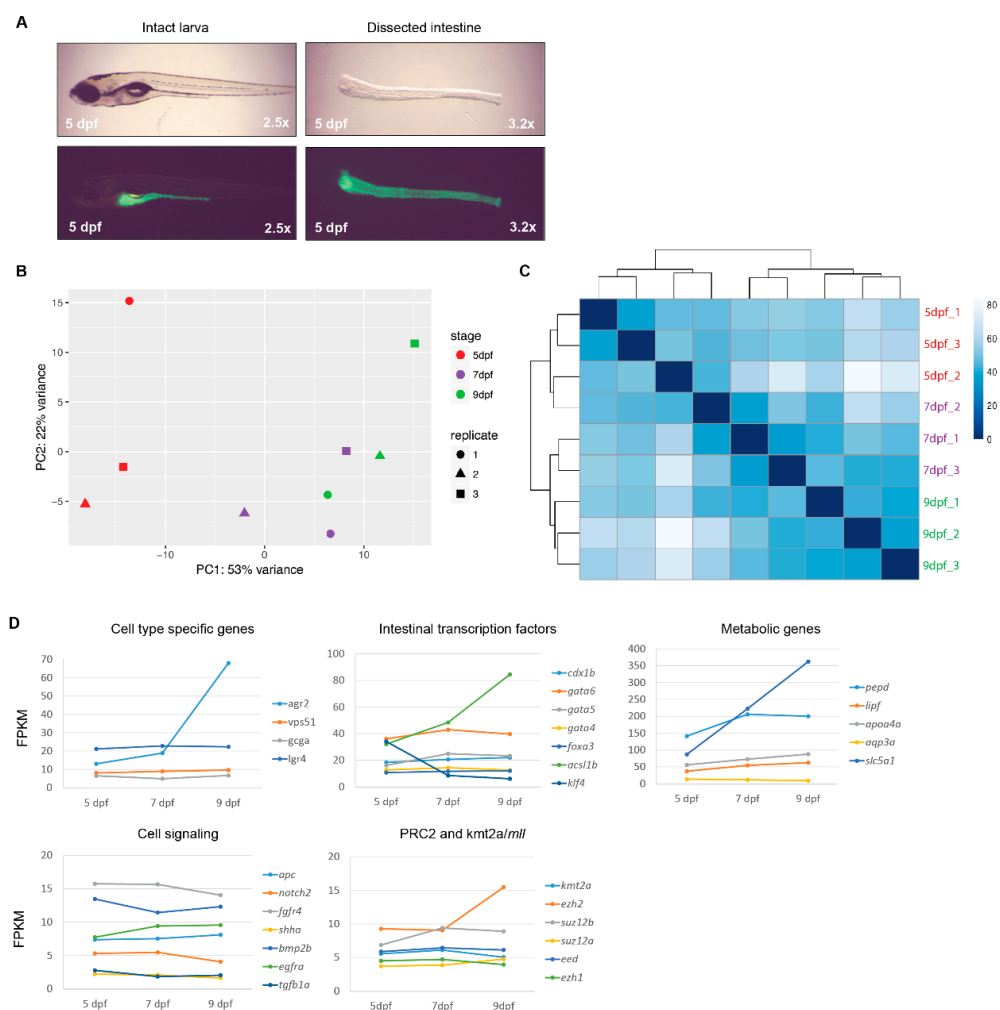 A
Intact larva
Dissected intestine
5 dpf
2.5x
5 dpf
3.2x
5 dpf
2.5x
5 dpf
3.2x
B
15
10
5
0
−5
−10
0
10
PC2: 22% variance
PC1: 53% variance
stage
5dpf
7dpf
9dpf
replicate
1
2
3
C
5dpf_1
5dpf_3
5dpf_2
7dpf_2
7dpf_1
7dpf_3
9dpf_1
9dpf_2
9dpf_3
80
60
40
20
0
D
Cell type specific genes
FPKM
70
60
50
40
30
20
10
0
5 dpf
7 dpf
9 dpf
agr2
vps51
gcga
lgr4
Intestinal transcription factors
100
80
60
40
20
0
5 dpf
7 dpf
9 dpf
cdx1b
gata6
gata5
gata4
foxa3
acsl1b
klf4
Metabolic genes
400
350
300
250
200
150
100
50
0
5 dpf
7 dpf
9 dpf
pepd
lipf
apoa4a
aqp3a
slc5a1
Cell signaling
FPKM
20
15
10
5
0
5 dpf
7 dpf
9 dpf
apc
notch2
fgfr4
shha
bmp2b
egfra
tgfb1a
PRC2 and kmt2a/mll
20
15
10
5
0
5dpf
7dpf
9dpf
kmt2a
ezh2
suz12b
suz12a
eed
ezh1